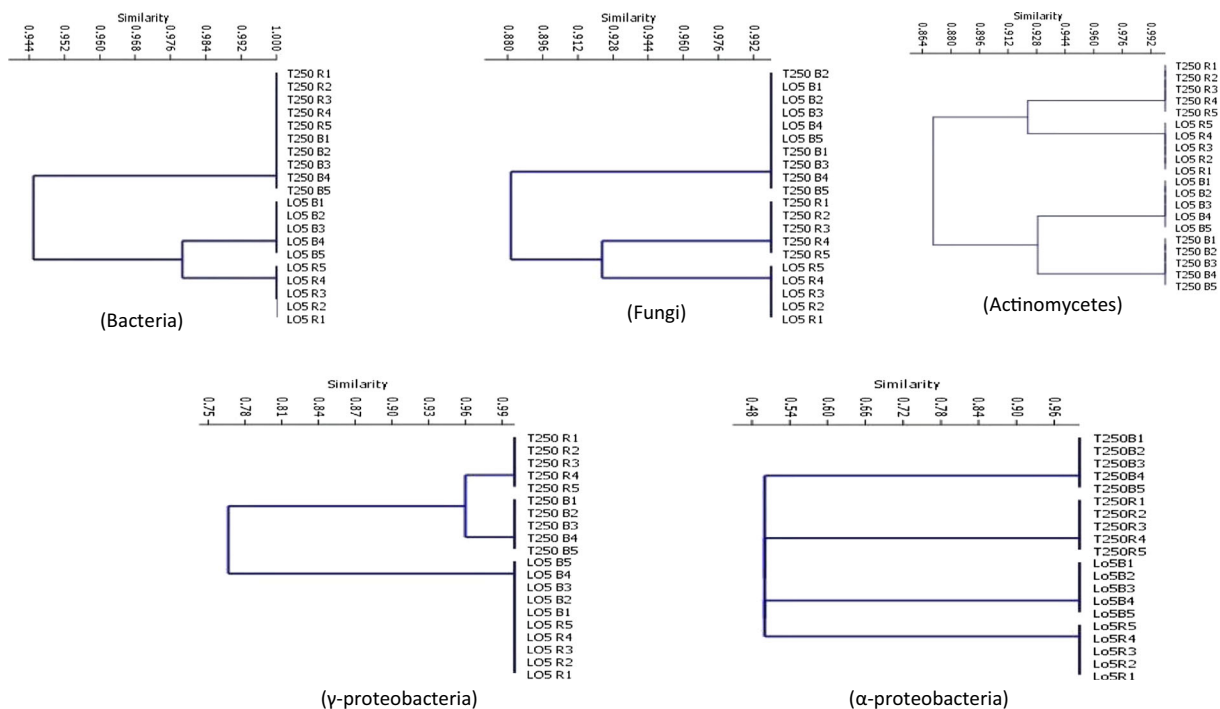 Similarity
0.944 0.952 0.960 0.968 0.976 0.984 0.992 1.000
T250 R1
T250 R2
T250 R3
T250 R4
T250 R5
T250 B1
T250 B2
T250 B3
T250 B4
T250 B5
LO5 B1
LO5 B2
LO5 B3
LO5 B4
LO5 B5
LO5 R5
LO5 R4
LO5 R3
LO5 R2
LO5 R1
(Bacteria)
Similarity
0.880 0.896 0.912 0.928 0.944 0.960 0.976 0.992
T250 B2
LO5 B1
LO5 B2
LO5 B3
LO5 B4
LO5 B5
T250 B1
T250 B3
T250 B4
T250 B5
T250 R1
T250 R2
T250 R3
T250 R4
T250 R5
LO5 R5
LO5 R4
LO5 R3
LO5 R2
LO5 R1
(Fungi)
Similarity
0.864 0.880 0.896 0.912 0.928 0.944 0.960 0.976 0.992
T250 R1
T250 R2
T250 R3
T250 R4
T250 R5
LO5 R5
LO5 R4
LO5 R3
LO5 R2
LO5 R1
LO5 B1
LO5 B2
LO5 B3
LO5 B4
LO5 B5
T250 B1
T250 B2
T250 B3
T250 B4
T250 B5
(Actinomycetes)
Similarity
0.75 0.78 0.81 0.84 0.87 0.90 0.93 0.96 0.99
T250 R1
T250 R2
T250 R3
T250 R4
T250 R5
T250 B1
T250 B2
T250 B3
T250 B4
T250 B5
LO5 B5
LO5 B4
LO5 B3
LO5 B2
LO5 B1
LO5 R5
LO5 R4
LO5 R3
LO5 R2
LO5 R1
(γ-proteobacteria)
Similarity
0.48 0.54 0.60 0.66 0.72 0.78 0.84 0.90 0.96
T250B1
T250B2
T250B3
T250B4
T250B5
T250R1
T250R2
T250R3
T250R4
T250R5
Lo5B1
Lo5B2
Lo5B3
Lo5B4
Lo5B5
Lo5R5
Lo5R4
Lo5R3
Lo5R2
Lo5R1
(α-proteobacteria)